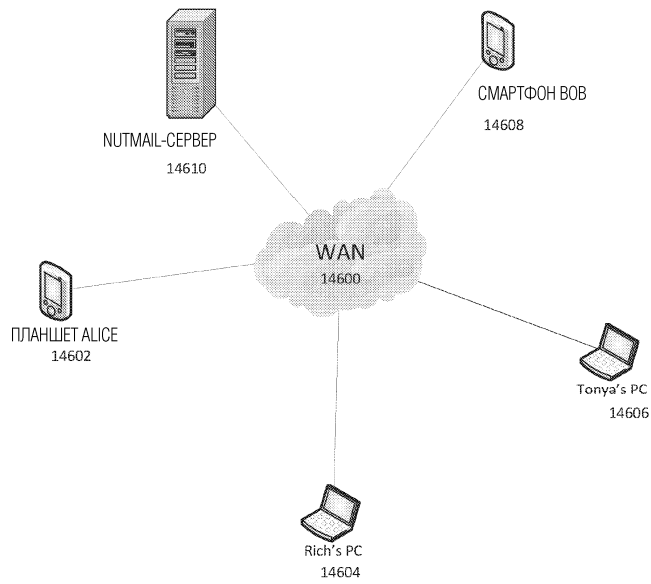 СМАРТФОН BOB
14608
NUTMAIL-СЕРВЕР
14610
WAN
14600
ПЛАНШЕТ ALICE
14602
Tonya's PC
14606
Rich's PC
14604